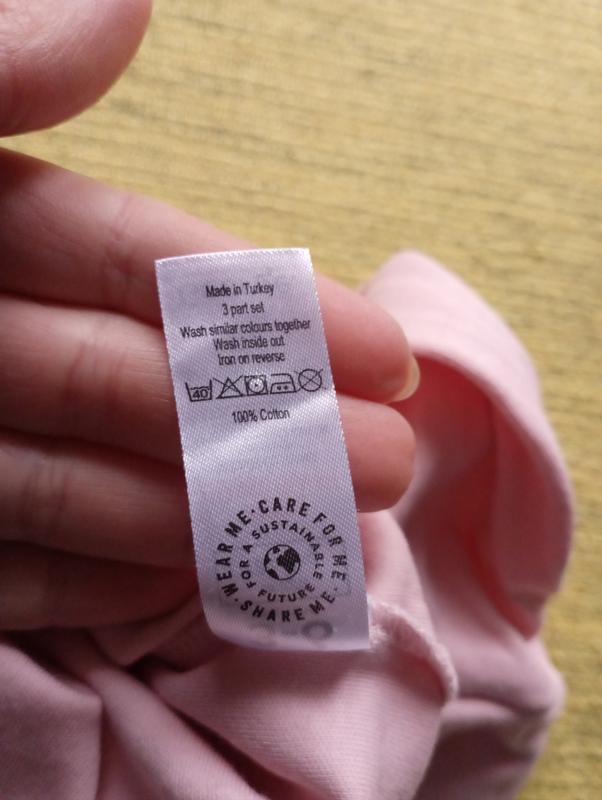 Made in Turkey
3 part set
Wash similar colours together
Wash inside out
Iron on reverse
40
100% Cotton
WEAR ME · CARE FOR ME · SHARE ME ·
FOR A SUSTAINABLE FUTURE